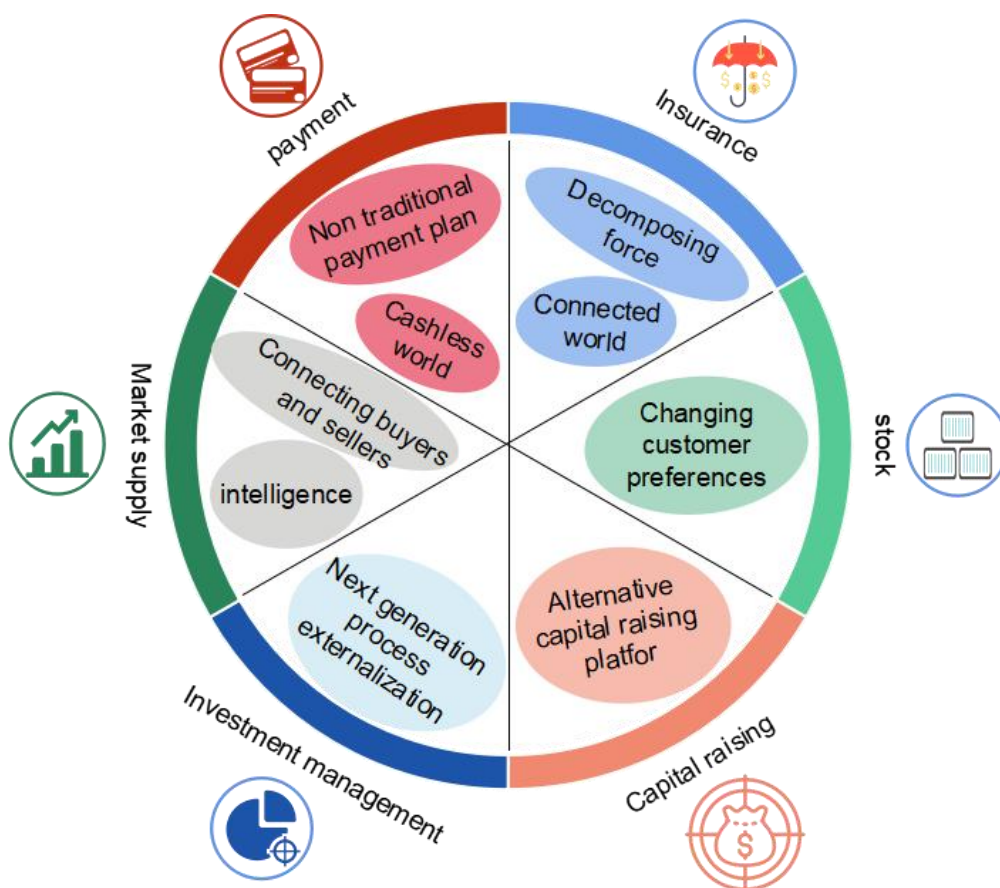 payment
Non traditional
payment plan
Cashless
world
Insurance
Decomposing
force
Connected
world
stock
Changing
customer
preferences
Capital raising
Alternative
capital raising
platfor
Investment management
Next generation
process
externalization
Market supply
Connecting buyers
and sellers
intelligence